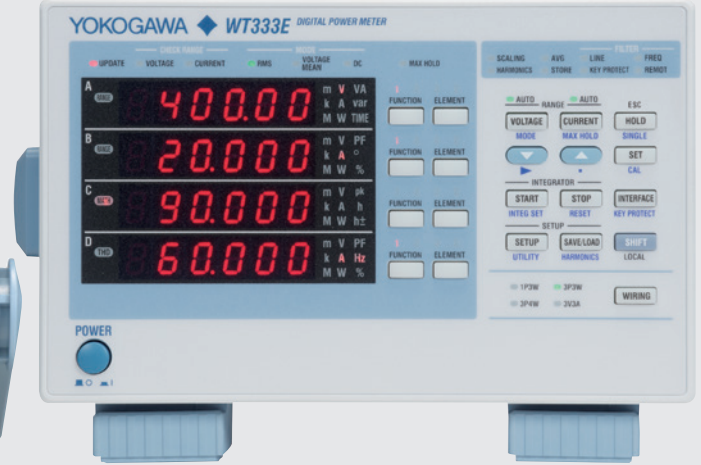 YOKOGAWA WT333E DIGITAL POWER METER
CHECK RANGE MODE
UPDATE VOLTAGE CURRENT RMS VOLTAGE MEAN DC MAX HOLD
FILTER
SCALING AVG LINE FREQ
HARMONICS STORE KEY PROTECT REMOTE
A 400.00 m V VA
k A var
M W TIME
FUNCTION ELEMENT
B 20.000 m V PF
k A °
M W %
FUNCTION ELEMENT
C 90.000 m V pk
k A h
M W h±
FUNCTION ELEMENT
D THD 60.000 m V PF
k A Hz
M W %
FUNCTION ELEMENT
AUTO RANGE AUTO ESC
VOLTAGE CURRENT HOLD
MODE MAX HOLD SINGLE
SET
CAL
INTEGRATOR
START STOP INTERFACE
INTEG SET RESET KEY PROTECT
SETUP
SETUP SAVE/LOAD SHIFT
UTILITY HARMONICS LOCAL
1P3W 3P3W
3P4W 3V3A
WIRING
POWER